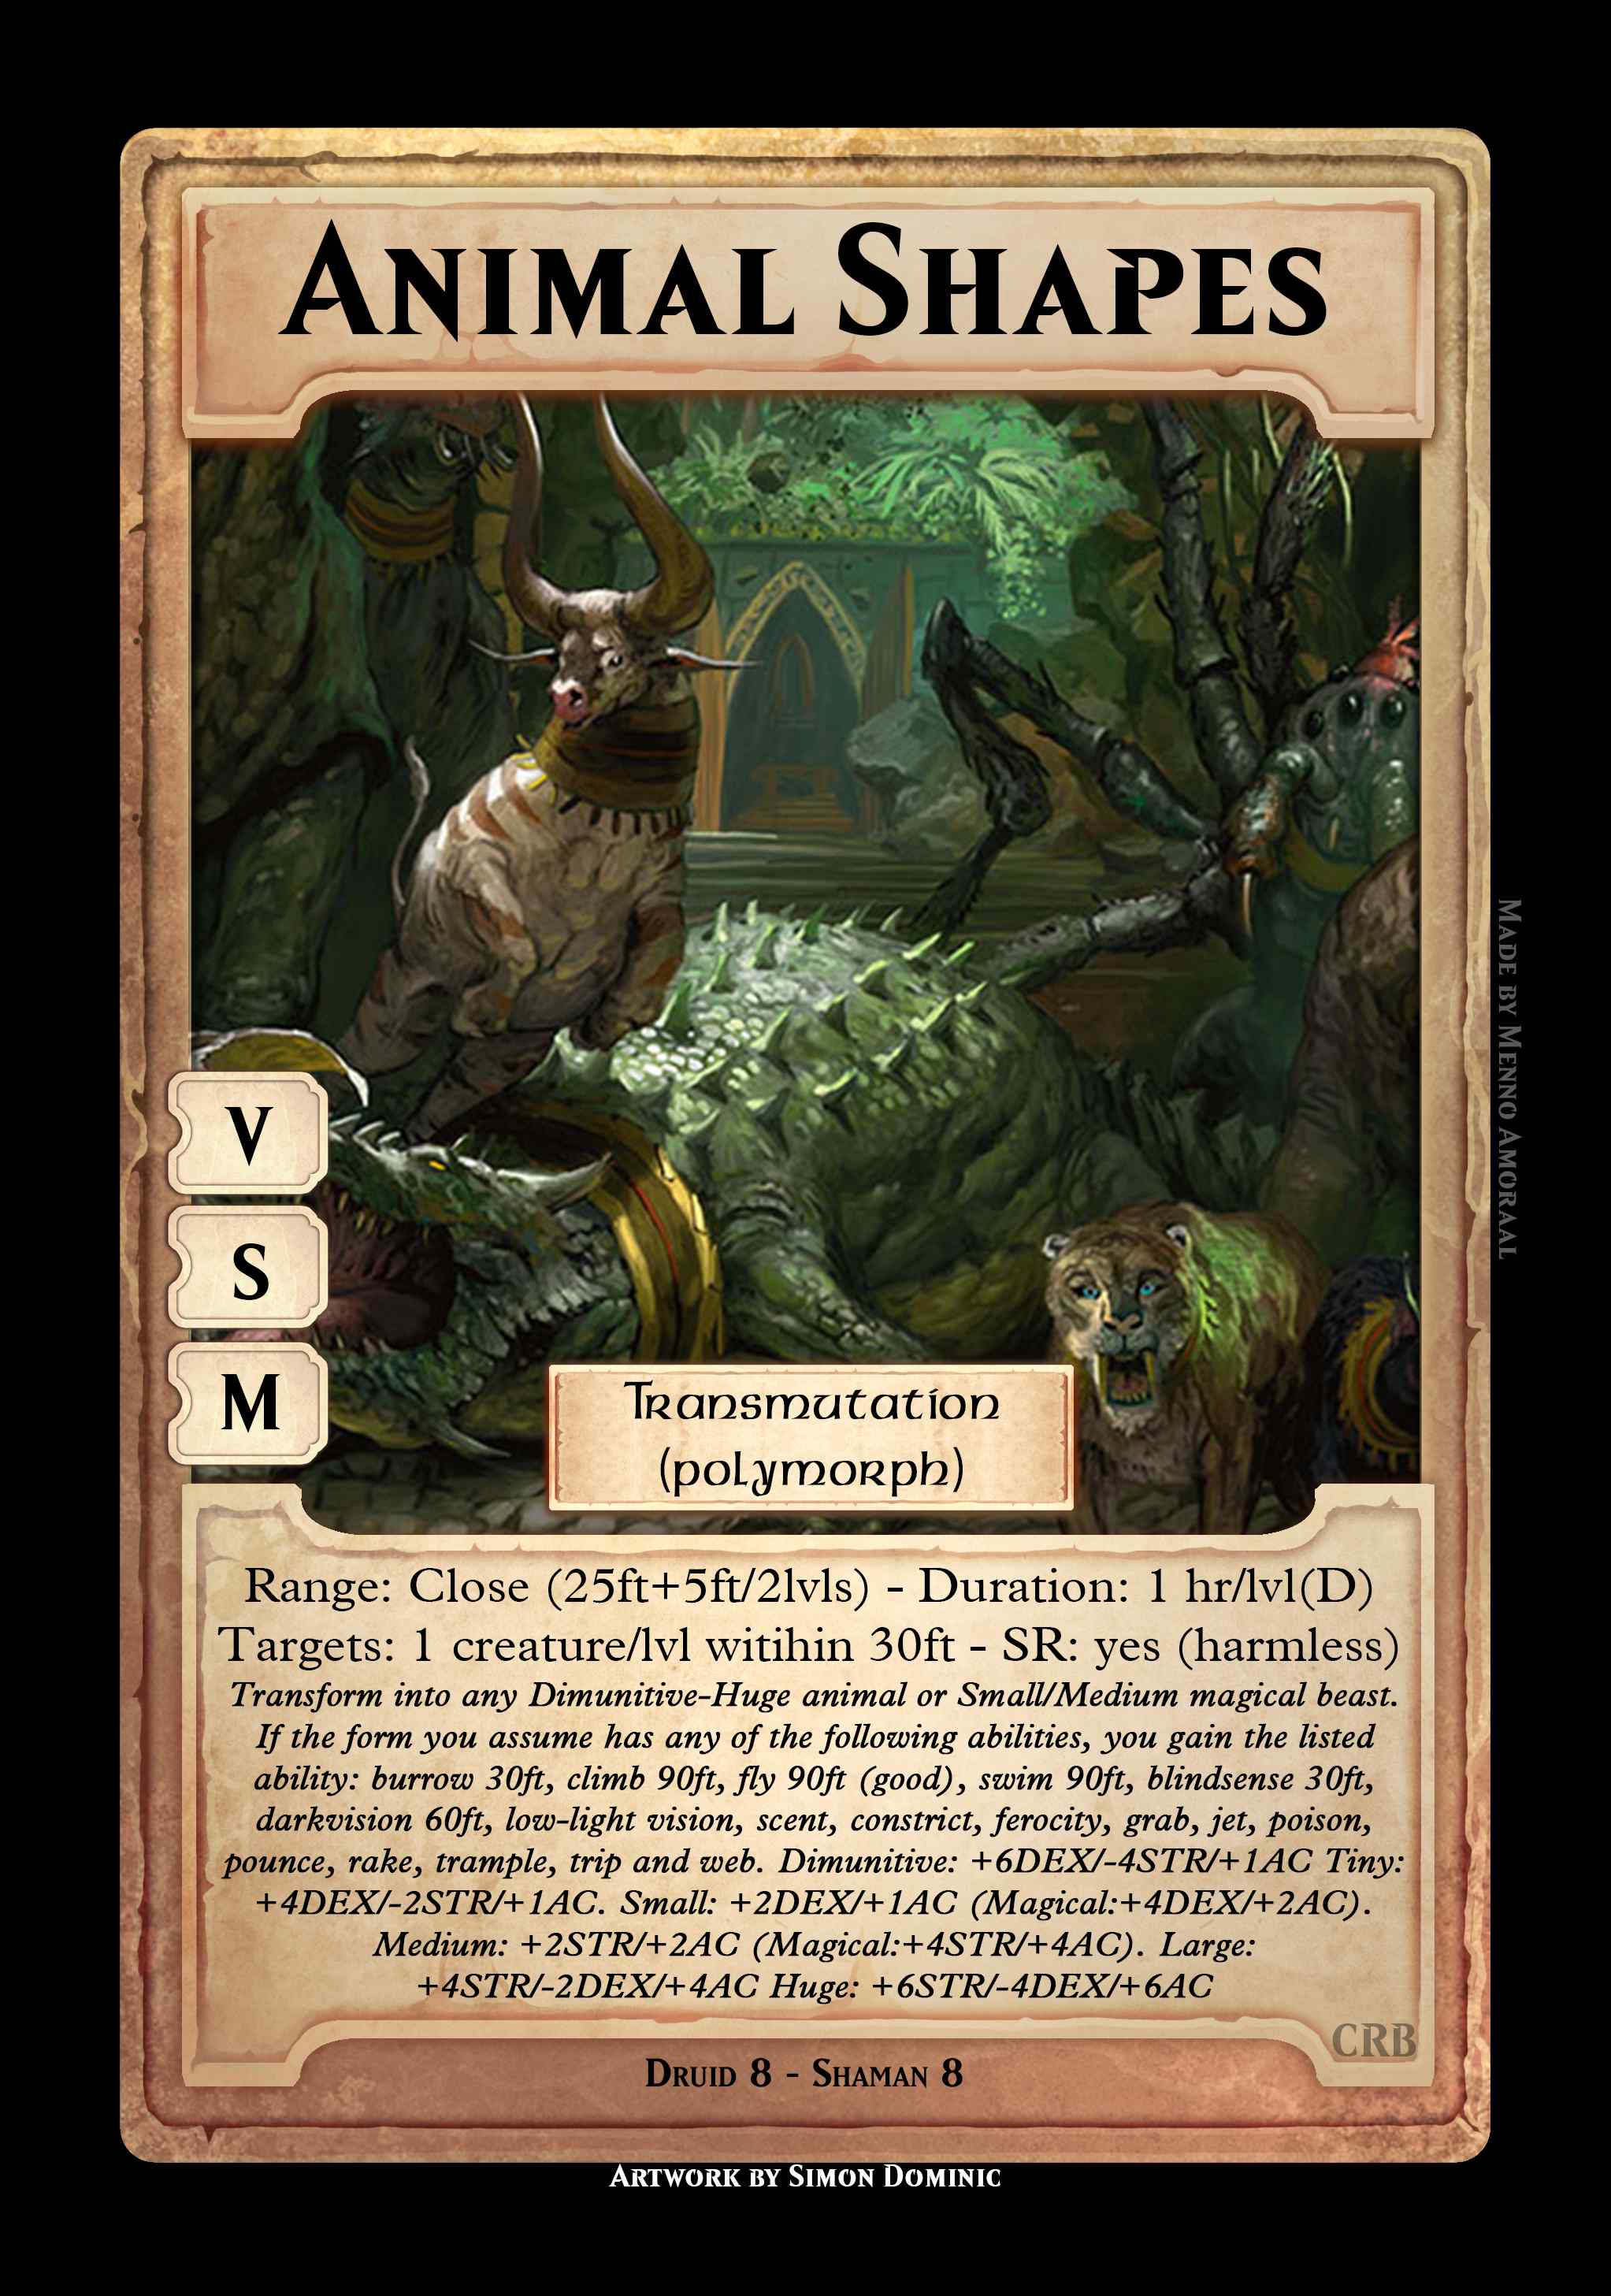 Animal Shapes
V
S
M
Transmutation
(polymorph)
Range: Close (25ft+5ft/2lvls) - Duration: 1 hr/lvl(D)
Targets: 1 creature/lvl witihin 30ft - SR: yes (harmless)
Transform into any Dimunitive-Huge animal or Small/Medium magical beast.
If the form you assume has any of the following abilities, you gain the listed
ability: burrow 30ft, climb 90ft, fly 90ft (good), swim 90ft, blindsense 30ft,
darkvision 60ft, low-light vision, scent, constrict, ferocity, grab, jet, poison,
pounce, rake, trample, trip and web. Dimunitive: +6DEX/-4STR/+1AC Tiny:
+4DEX/-2STR/+1AC. Small: +2DEX/+1AC (Magical:+4DEX/+2AC).
Medium: +2STR/+2AC (Magical:+4STR/+4AC). Large:
+4STR/-2DEX/+4AC Huge: +6STR/-4DEX/+6AC
CRB
Druid 8 - Shaman 8
Artwork by Simon Dominic
Made by Menno Amoraal